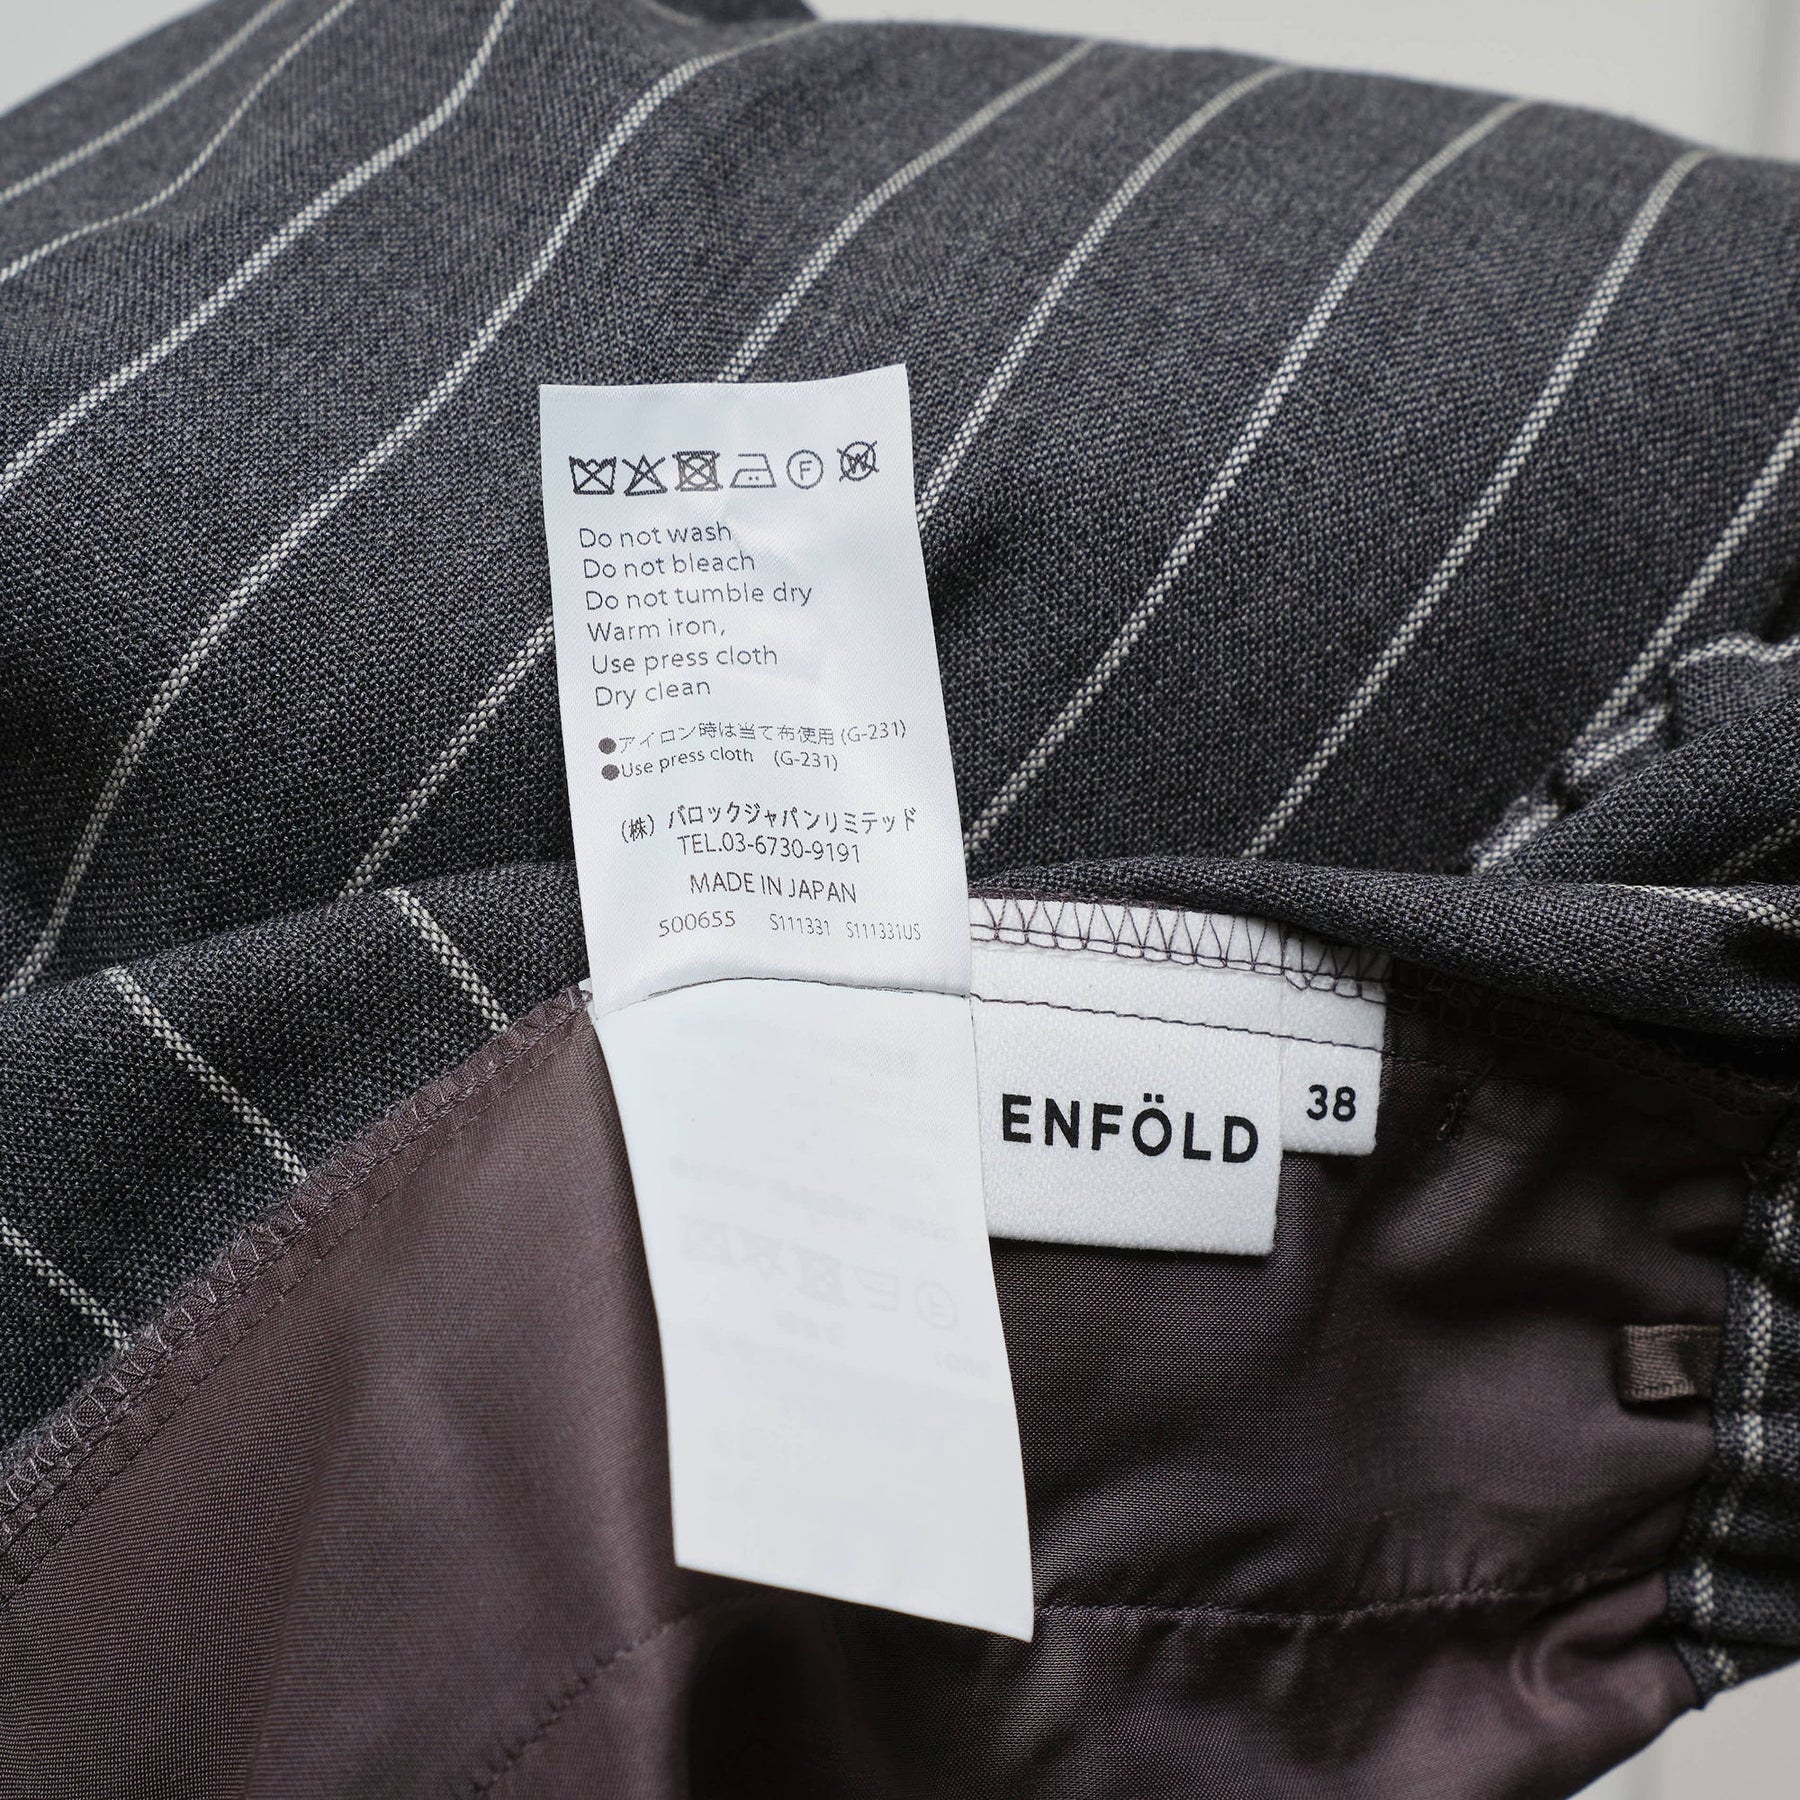 F W
Do not wash
Do not bleach
Do not tumble dry
Warm iron,
Use press cloth
Dry clean
●アイロン時は当て布使用 (G-231)
●Use press cloth (G-231)
(株) バロックジャパンリミテッド
TEL.03-6730-9191
MADE IN JAPAN
500655 S111331 S111331US
ENFÖLD
38